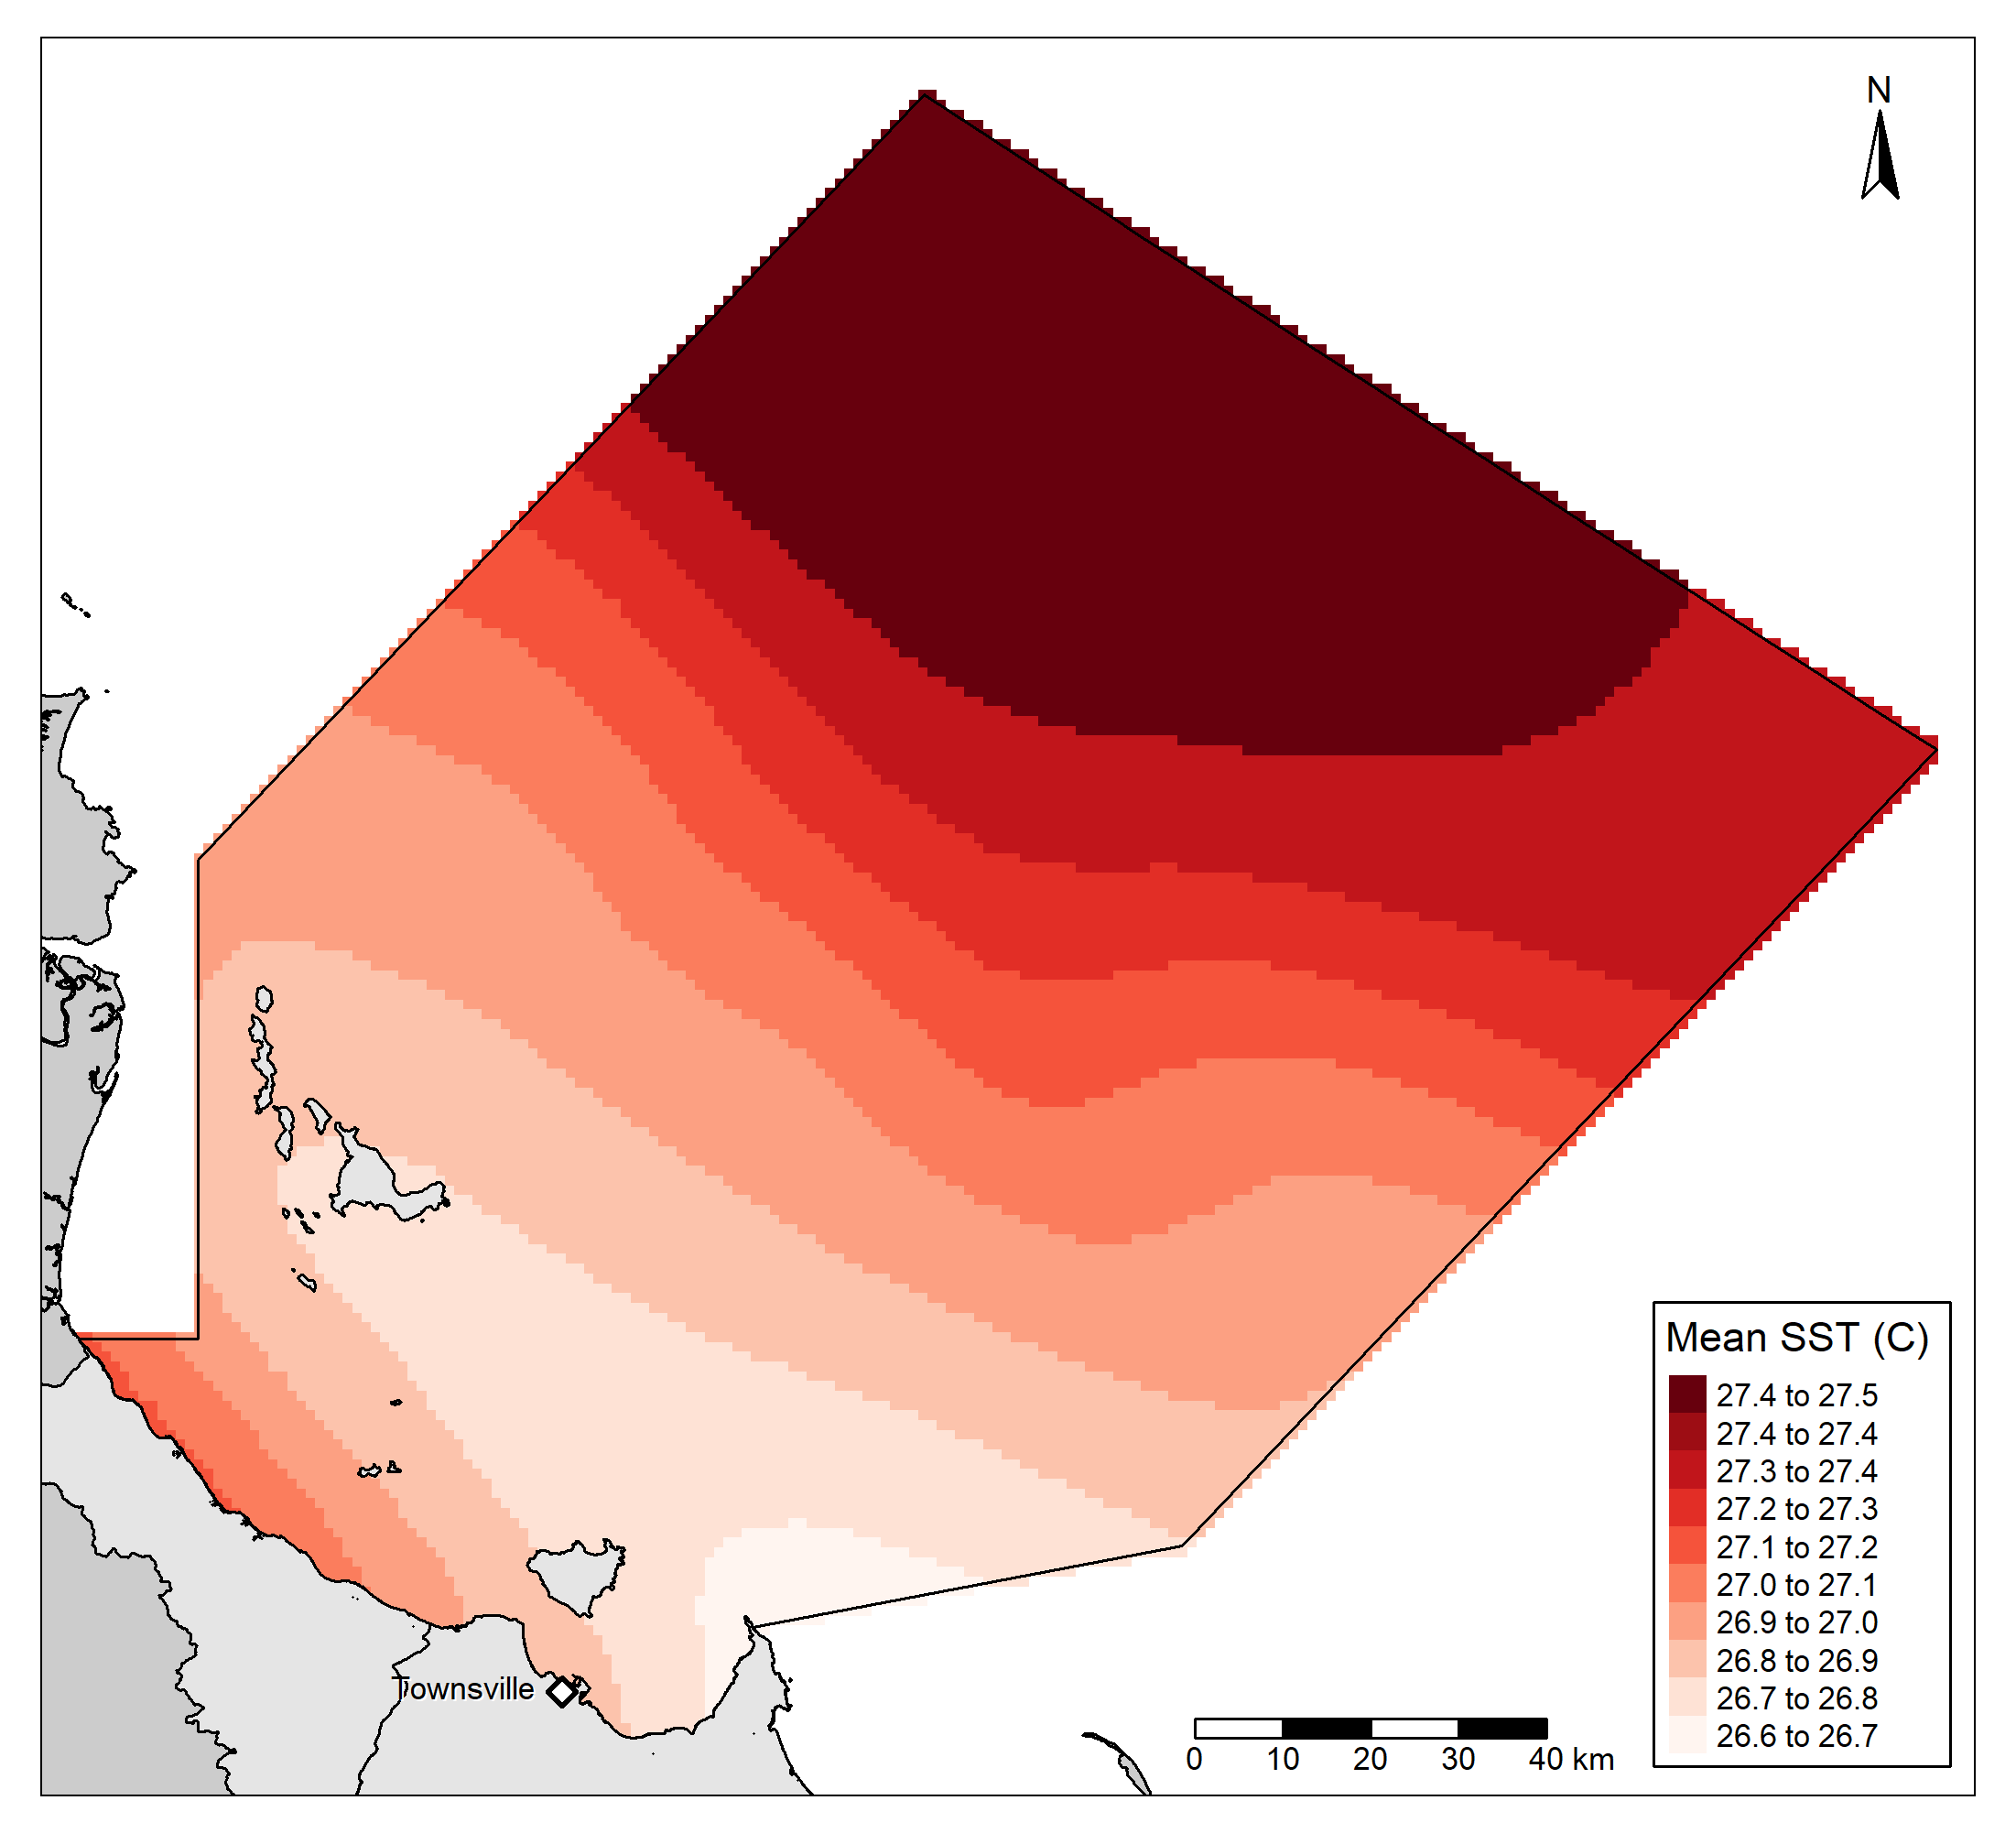 N
Mean SST (C)
27.4 to 27.5
27.4 to 27.4
27.3 to 27.4
27.2 to 27.3
27.1 to 27.2
27.0 to 27.1
26.9 to 27.0
26.8 to 26.9
26.7 to 26.8
26.6 to 26.7
Townsville
0 10 20 30 40 km